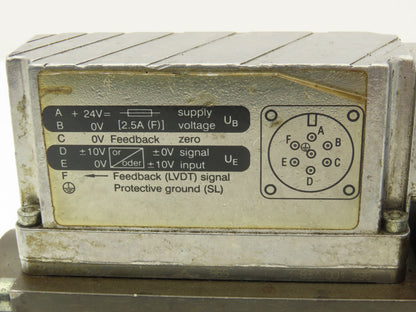 A + 24V= supply
B 0V [2.5A (F)] voltage UB
C 0V Feedback zero
D ±10V or ±0V signal
E 0V oder ±10V input UE
F Feedback (LVDT) signal
Protective ground (SL)
A
F B
E C
D